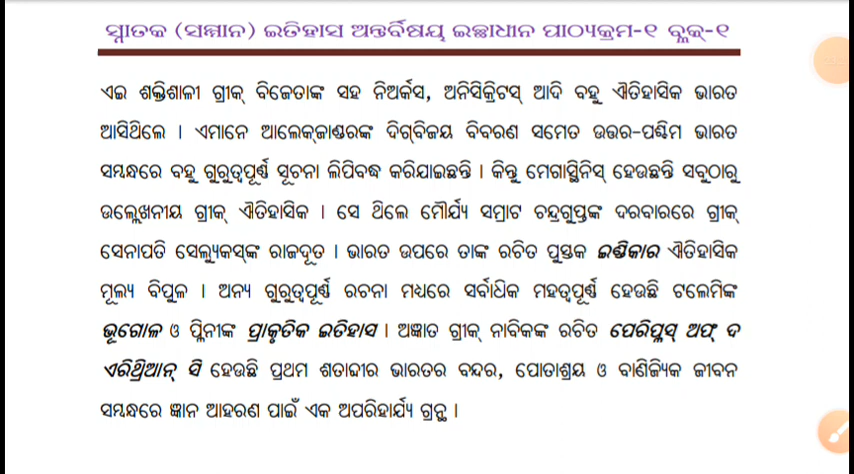 ସ୍ନାତକ (ସମ୍ମାନ) ଇତିହାସ ଅନ୍ତର୍ବିଷୟ ଇଚ୍ଛାଧୀନ ପାଠ୍ୟକ୍ରମ-୧ ବ୍ଲକ୍-୧
ଏଇ ଶକ୍ତିଶାଳୀ ଗ୍ରୀକ୍ ବିଜେତାଙ୍କ ସହ ନିଅର୍କସ, ଅନିସିକ୍ରିଟସ୍ ଆଦି ବହୁ ଐତିହାସିକ ଭାରତ
ଆସିଥିଲେ । ଏମାନେ ଆଲେକ୍‌ଜାଣ୍ଡରଙ୍କ ଦିଗ୍‌ବିଜୟ ବିବରଣ ସମେତ ଉତ୍ତର-ପଶ୍ଚିମ ଭାରତ
ସମ୍ଭନ୍ଧରେ ବହୁ ଗୁରୁତ୍ୱପୂର୍ଣ୍ଣ ସୂଚନା ଲିପିବଦ୍ଧ କରିଯାଇଛନ୍ତି । କିନ୍ତୁ ମେଗାସ୍ଥିନିସ୍ ହେଉଛନ୍ତି ସବୁଠାରୁ
ଉଲ୍ଲେଖନୀୟ ଗ୍ରୀକ୍ ଐତିହାସିକ । ସେ ଥିଲେ ମୌର୍ଯ୍ୟ ସମ୍ରାଟ ଚନ୍ଦ୍ରଗୁପ୍ତଙ୍କ ଦରବାରରେ ଗ୍ରୀକ୍
ସେନାପତି ସେଲ୍ୟୁକସ୍‌ଙ୍କ ରାଜଦୂତ । ଭାରତ ଉପରେ ତାଙ୍କ ରଚିତ ପୁସ୍ତକ ଇଣ୍ଡିକାର ଐତିହାସିକ
ମୂଲ୍ୟ ବିପୁଳ । ଅନ୍ୟ ଗୁରୁତ୍ୱପୂର୍ଣ୍ଣ ରଚନା ମଧ୍ୟରେ ସର୍ବାଧିକ ମହତ୍ୱପୂର୍ଣ୍ଣ ହେଉଛି ଟଲେମିଙ୍କ
ଭୂଗୋଳ ଓ ପ୍ଲିନୀଙ୍କ ପ୍ରାକୃତିକ ଇତିହାସ । ଅଜ୍ଞାତ ଗ୍ରୀକ୍ ନାବିକଙ୍କ ରଚିତ ପେରିପ୍ଲସ୍ ଅଫ୍ ଦ
ଏରିଥ୍ରିଆନ୍ ସି ହେଉଛି ପ୍ରଥମ ଶତାବ୍ଦୀର ଭାରତର ବନ୍ଦର, ପୋତାଶ୍ରୟ ଓ ବାଣିଜ୍ୟିକ ଜୀବନ
ସମ୍ଭନ୍ଧରେ ଜ୍ଞାନ ଆହରଣ ପାଇଁ ଏକ ଅପରିହାର୍ଯ୍ୟ ଗ୍ରନ୍ଥ ।